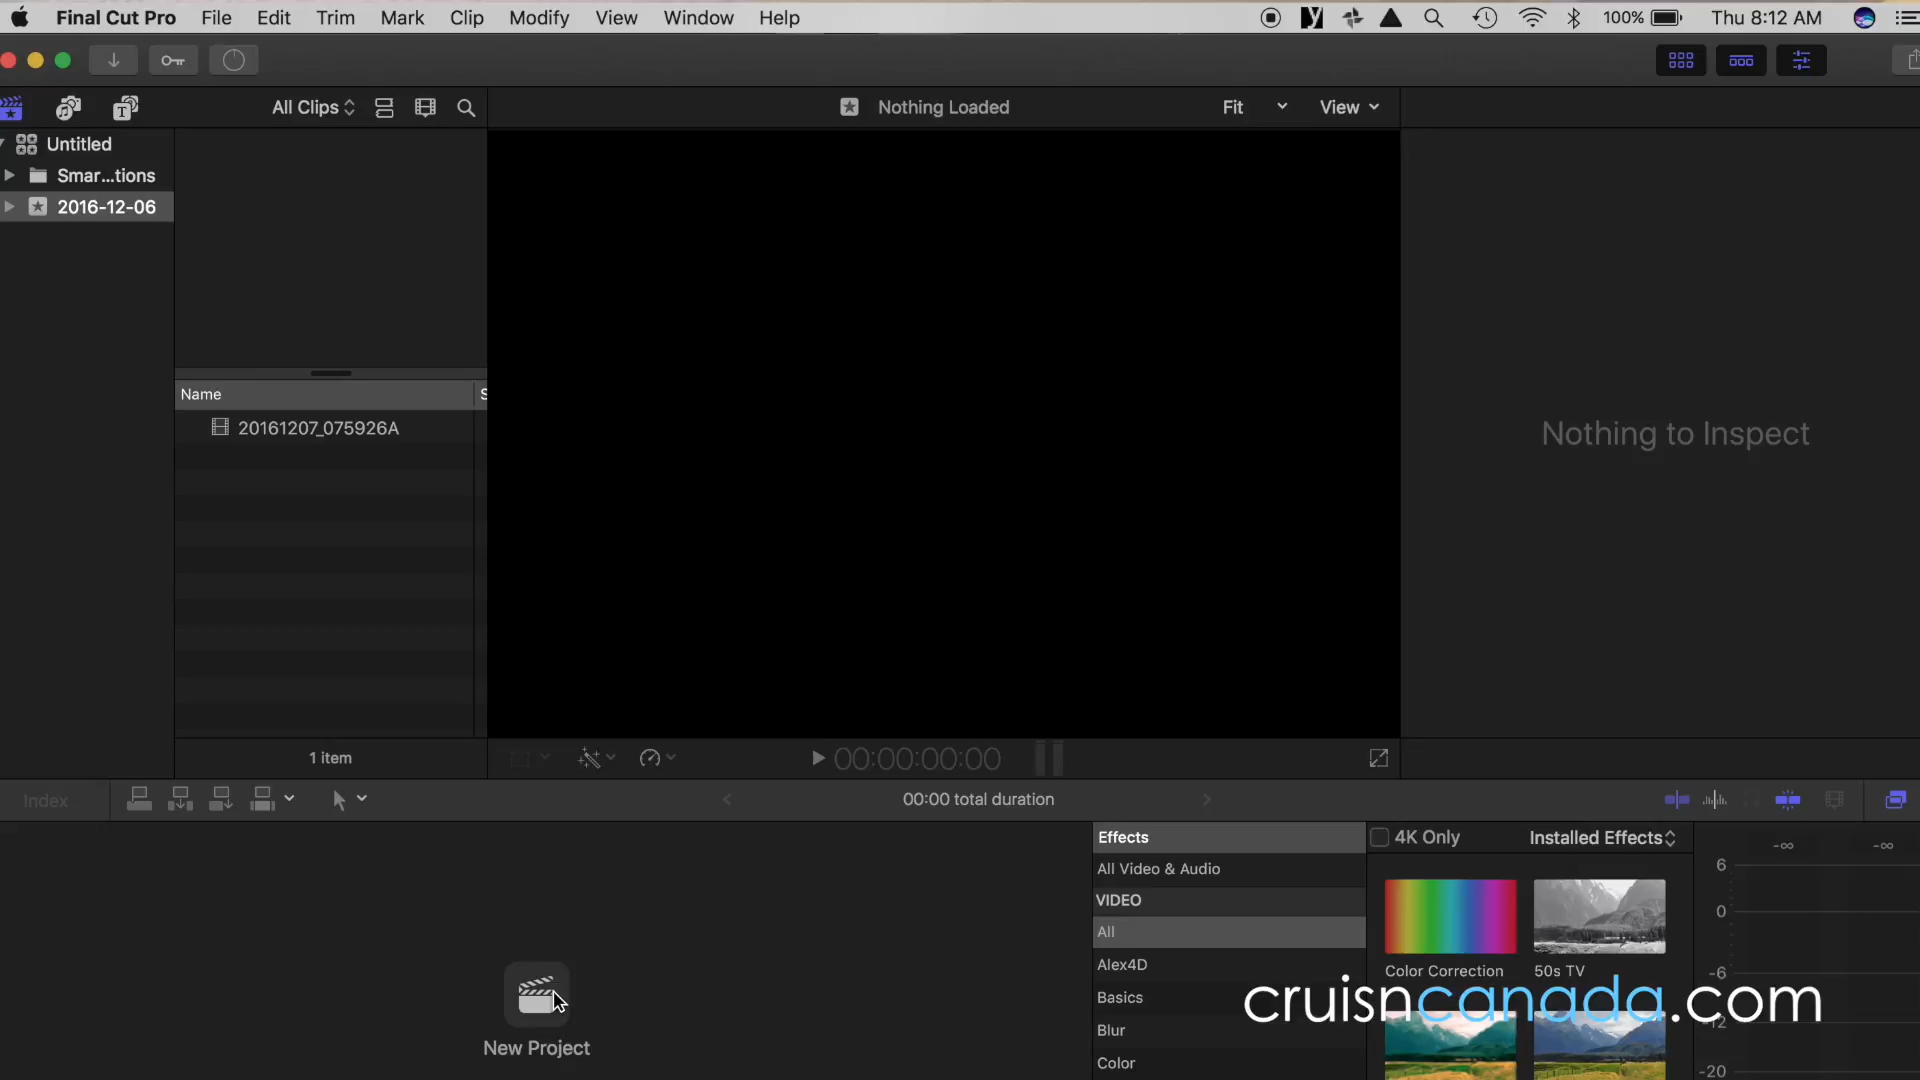 Final Cut Pro File Edit Trim Mark Clip Modify View Window Help 100% Thu 8:12 AM
All Clips Nothing Loaded Fit View
Untitled
Smar...tions
2016-12-06
Name S
20161207_075926A
Nothing to Inspect
1 item 00:00:00:00
Index 00:00 total duration
Effects 4K Only Installed Effects
All Video & Audio
VIDEO
All
Alex4D
Basics
Blur
Color
Color Correction 50s TV
cruisncanada.com
New Project
-∞ -∞
6
0
-6
-12
-20